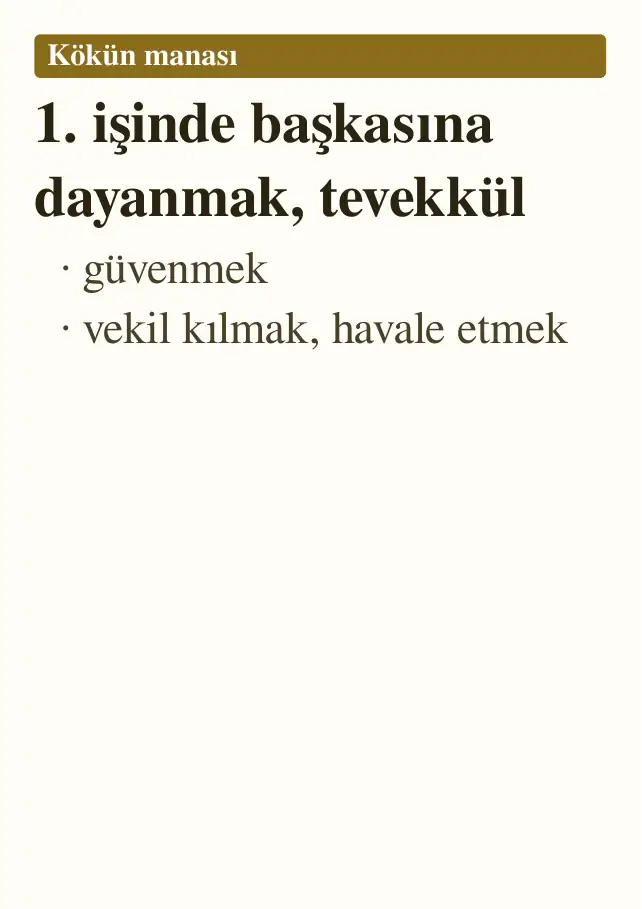 Kökün manası
1. işinde başkasına
dayanmak, tevekkül
· güvenmek
· vekil kılmak, havale etmek